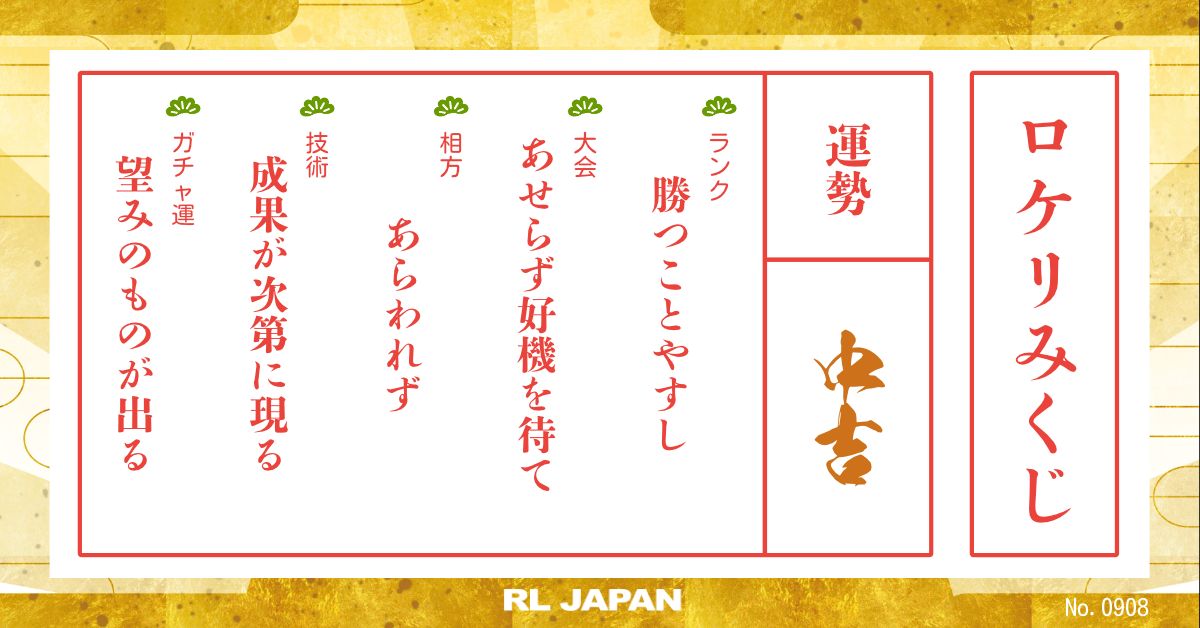 ロケリみくじ
運勢
中吉
ランク
勝つことやすし
大会
あせらず好機を待て
相方
あらわれず
技術
成果が次第に現る
ガチャ運
望みのものが出る
RL JAPAN
No. 0908